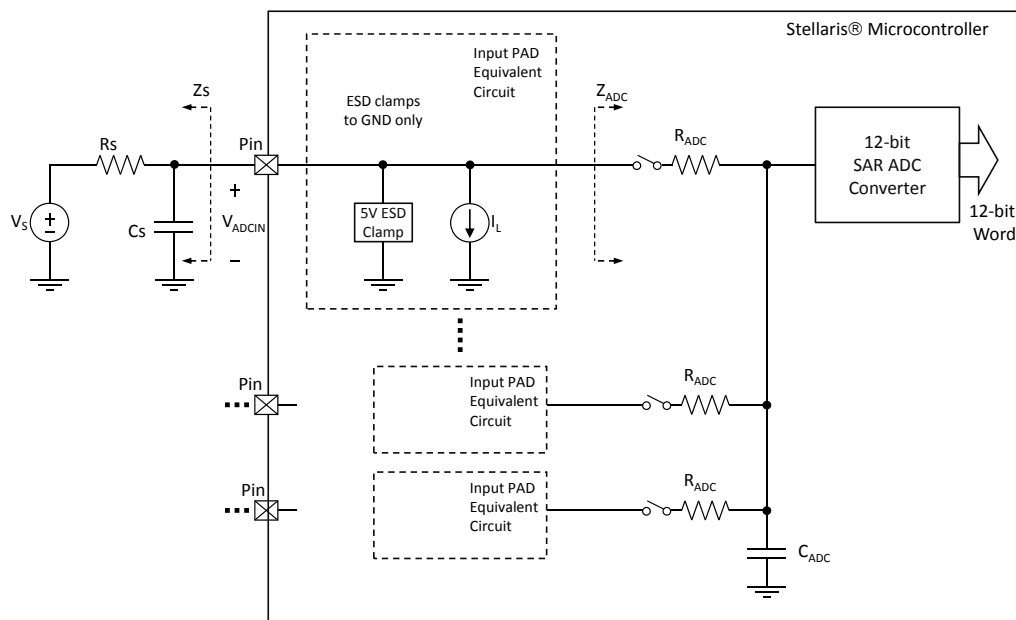 Stellaris® Microcontroller
Input PAD
Equivalent
Circuit
ESD clamps
to GND only
Zs
ZADC
Pin
Rs
RADC
12-bit
SAR ADC
Converter
VS
+
VADCIN
5V ESD
Clamp
IL
12-bit
Word
Cs
Pin
Input PAD
Equivalent
Circuit
RADC
Pin
Input PAD
Equivalent
Circuit
RADC
CADC